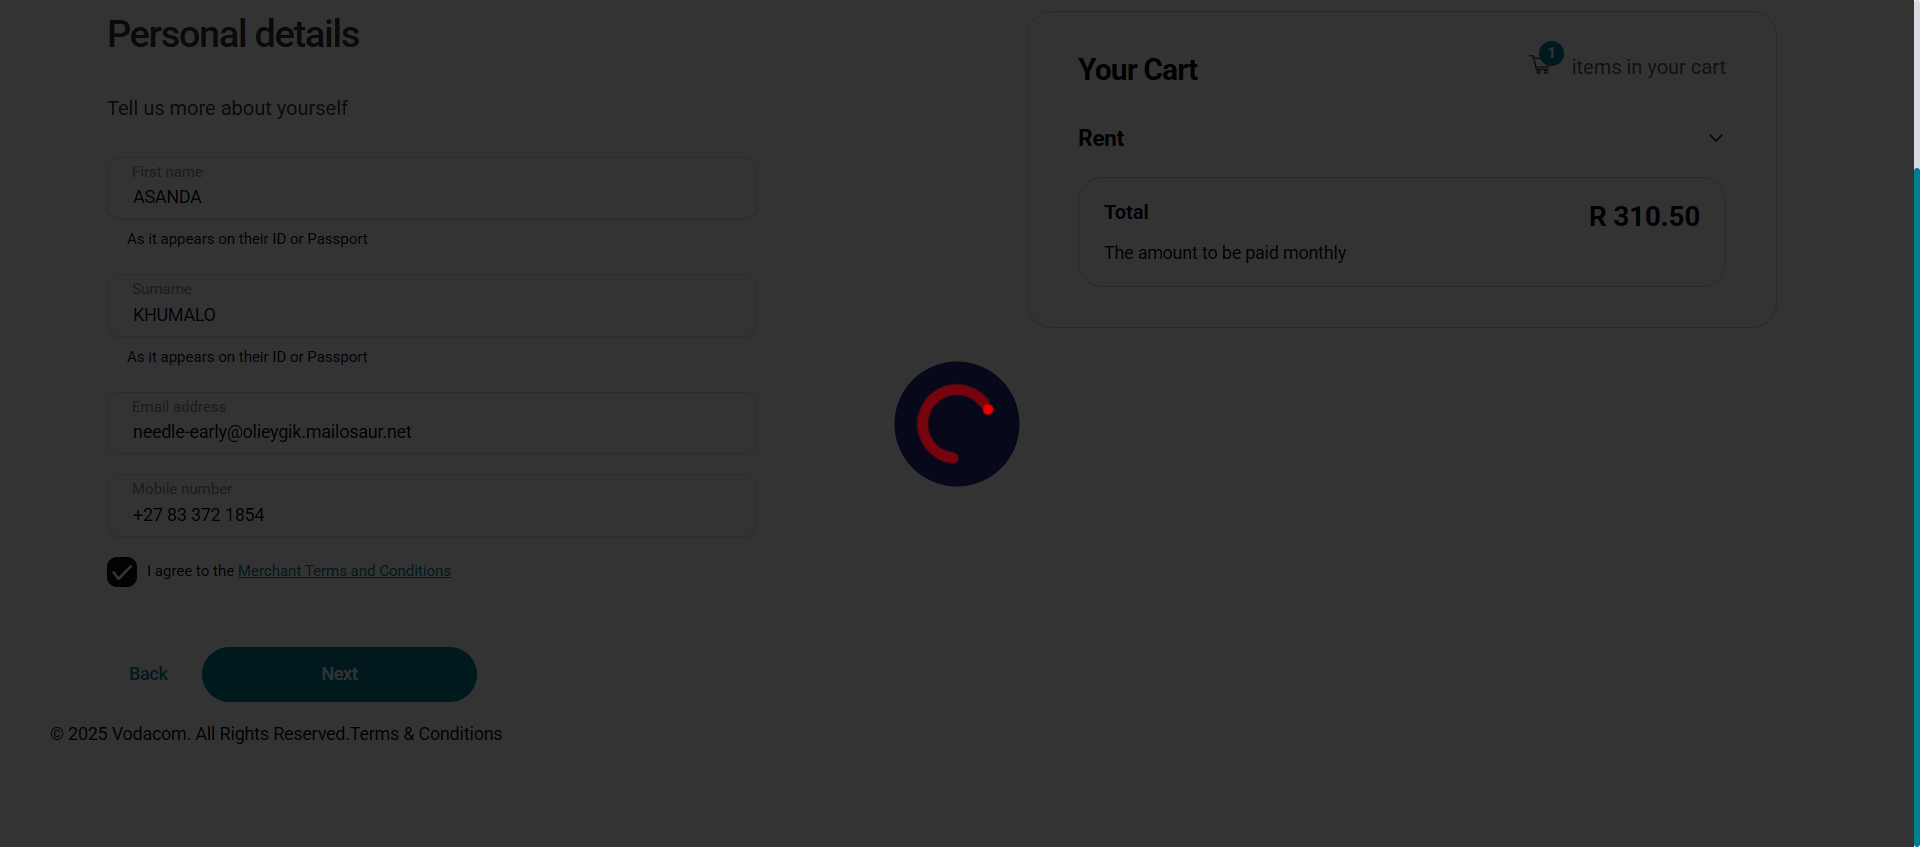 Personal details
Tell us more about yourself
First name
ASANDA
As it appears on their ID or Passport
Surname
KHUMALO
As it appears on their ID or Passport
Email address
needle-early@olieygik.mailosaur.net
Mobile number
+27 83 372 1854
I agree to the Merchant Terms and Conditions
Back
Next
© 2025 Vodacom. All Rights Reserved.Terms & Conditions
Your Cart
1
items in your cart
Rent
Total
R 310.50
The amount to be paid monthly